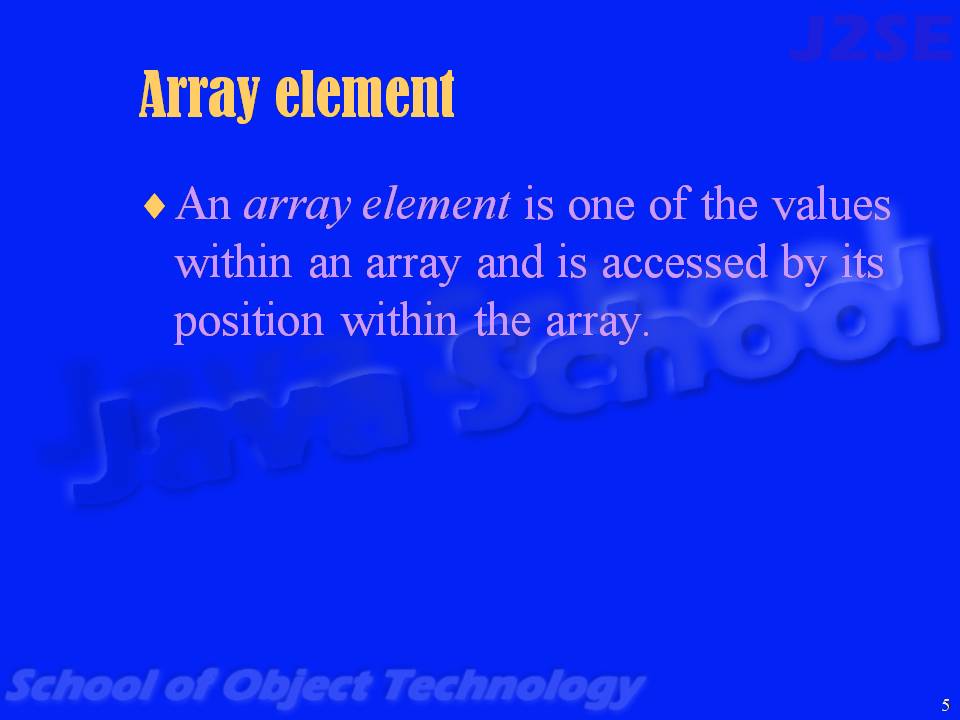 J2SE
Array element
♦ An array element is one of the values
within an array and is accessed by its
position within the array.
Java School
School of Object Technology
5